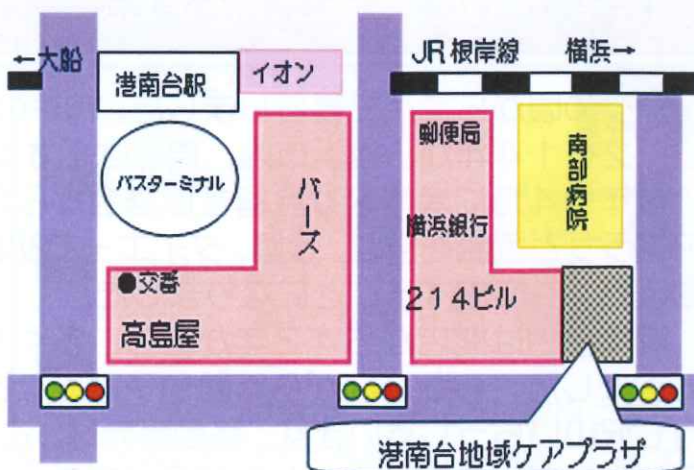 ←大船
港南台駅
イオン
JR根岸線
横浜→
バスターミナル
バーズ
郵便局
南部病院
横浜銀行
●交番
高島屋
214ビル
港南台地域ケアプラザ